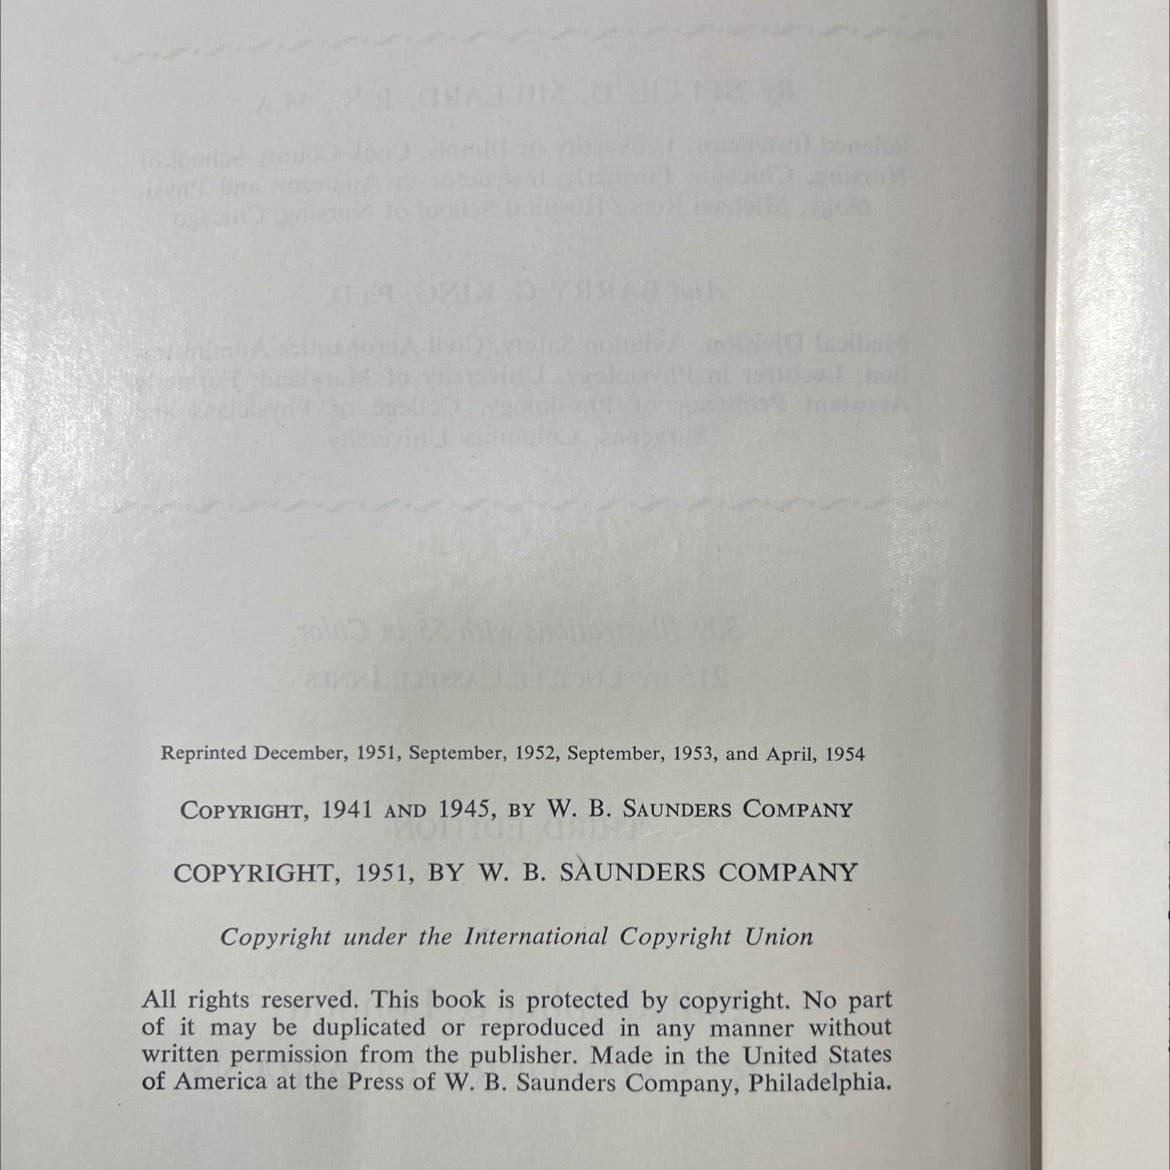 Reprinted December, 1951, September, 1952, September, 1953, and April, 1954
COPYRIGHT, 1941 AND 1945, BY W. B. SAUNDERS COMPANY
COPYRIGHT, 1951, BY W. B. SAUNDERS COMPANY
Copyright under the International Copyright Union
All rights reserved. This book is protected by copyright. No part
of it may be duplicated or reproduced in any manner without
written permission from the publisher. Made in the United States
of America at the Press of W. B. Saunders Company, Philadelphia.